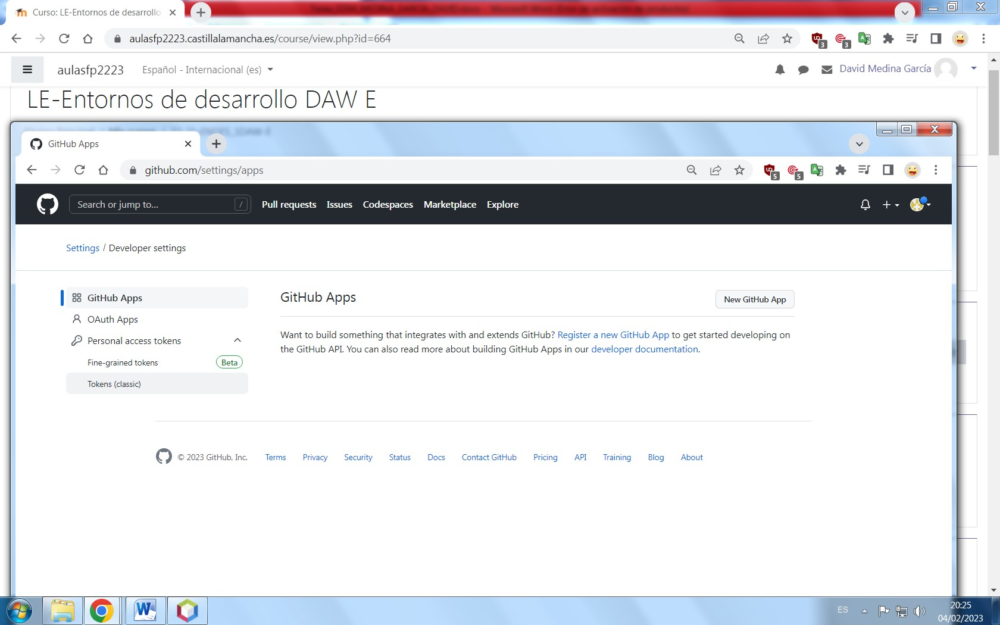 Curso: LE-Entornos de desarrollo
aulasfp2223.castillalamancha.es/course/view.php?id=664
3
3
aulasfp2223
Español - Internacional (es)
David Medina García
LE-Entornos de desarrollo DAW E
GitHub Apps
github.com/settings/apps
5
5
Search or jump to...
/
Pull requests
Issues
Codespaces
Marketplace
Explore
Settings / Developer settings
GitHub Apps
OAuth Apps
Personal access tokens
Fine-grained tokens
Beta
Tokens (classic)
GitHub Apps
New GitHub App
Want to build something that integrates with and extends GitHub? Register a new GitHub App to get started developing on
the GitHub API. You can also read more about building GitHub Apps in our developer documentation.
© 2023 GitHub, Inc.
Terms
Privacy
Security
Status
Docs
Contact GitHub
Pricing
API
Training
Blog
About
ES
20:25
04/02/2023